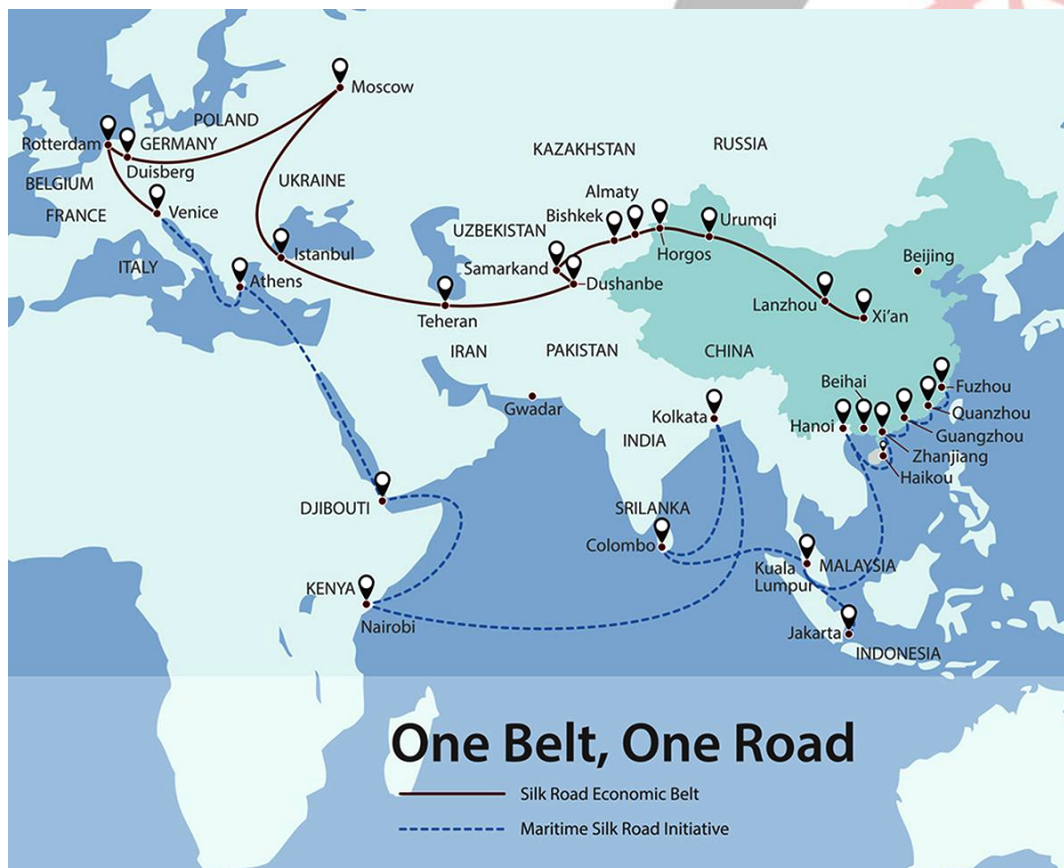 Moscow
POLAND
Rotterdam
GERMANY
KAZAKHSTAN
RUSSIA
Duisberg
BELGIUM
UKRAINE
Almaty
FRANCE
Venice
Bishkek
Urumqi
UZBEKISTAN
Istanbul
Horgos
Beijing
ITALY
Samarkand
Athens
Dushanbe
Lanzhou
Xi'an
Teheran
IRAN
PAKISTAN
CHINA
Beihai
Fuzhou
Gwadar
Kolkata
Quanzhou
Hanoi
INDIA
Guangzhou
Zhanjiang
Haikou
DJIBOUTI
SRILANKA
Colombo
Kuala
Lumpur
MALAYSIA
KENYA
Nairobi
Jakarta
INDONESIA
One Belt, One Road
Silk Road Economic Belt
Maritime Silk Road Initiative